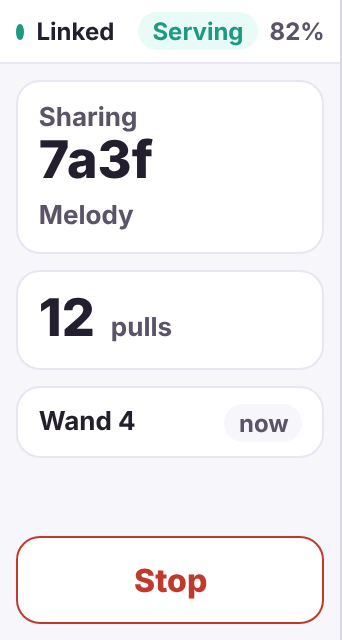 Linked Serving 82%
Sharing
7a3f
Melody
12 pulls
Wand 4 now
Stop